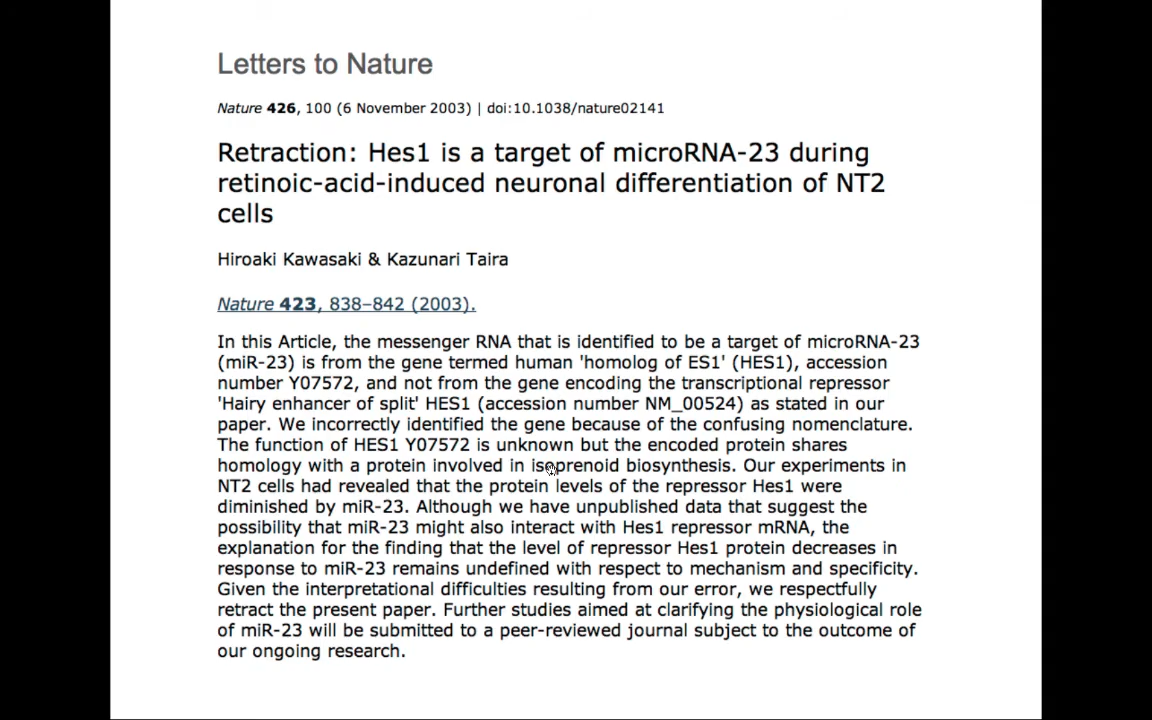 Letters to Nature
Nature 426, 100 (6 November 2003) | doi:10.1038/nature02141
Retraction: Hes1 is a target of microRNA-23 during
retinoic-acid-induced neuronal differentiation of NT2
cells
Hiroaki Kawasaki & Kazunari Taira
Nature 423, 838–842 (2003).
In this Article, the messenger RNA that is identified to be a target of microRNA-23
(miR-23) is from the gene termed human 'homolog of ES1' (HES1), accession
number Y07572, and not from the gene encoding the transcriptional repressor
'Hairy enhancer of split' HES1 (accession number NM_00524) as stated in our
paper. We incorrectly identified the gene because of the confusing nomenclature.
The function of HES1 Y07572 is unknown but the encoded protein shares
homology with a protein involved in isoprenoid biosynthesis. Our experiments in
NT2 cells had revealed that the protein levels of the repressor Hes1 were
diminished by miR-23. Although we have unpublished data that suggest the
possibility that miR-23 might also interact with Hes1 repressor mRNA, the
explanation for the finding that the level of repressor Hes1 protein decreases in
response to miR-23 remains undefined with respect to mechanism and specificity.
Given the interpretational difficulties resulting from our error, we respectfully
retract the present paper. Further studies aimed at clarifying the physiological role
of miR-23 will be submitted to a peer-reviewed journal subject to the outcome of
our ongoing research.